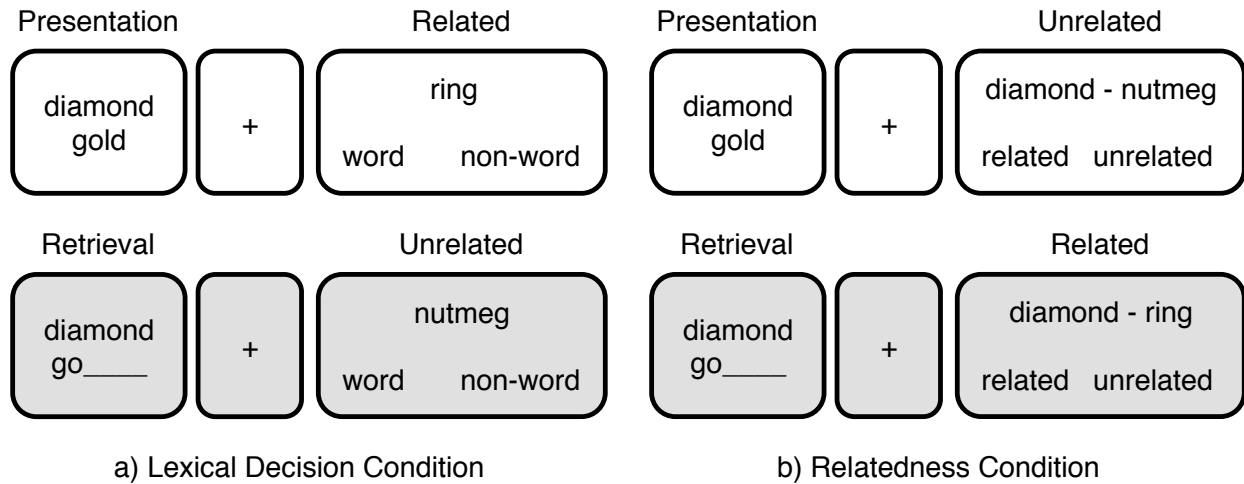 Presentation Related Presentation Unrelated
diamond
gold
+
ring
word non-word
diamond
gold
+
diamond - nutmeg
related unrelated
Retrieval Unrelated Retrieval Related
diamond
go____
+
nutmeg
word non-word
diamond
go____
+
diamond - ring
related unrelated
a) Lexical Decision Condition
b) Relatedness Condition